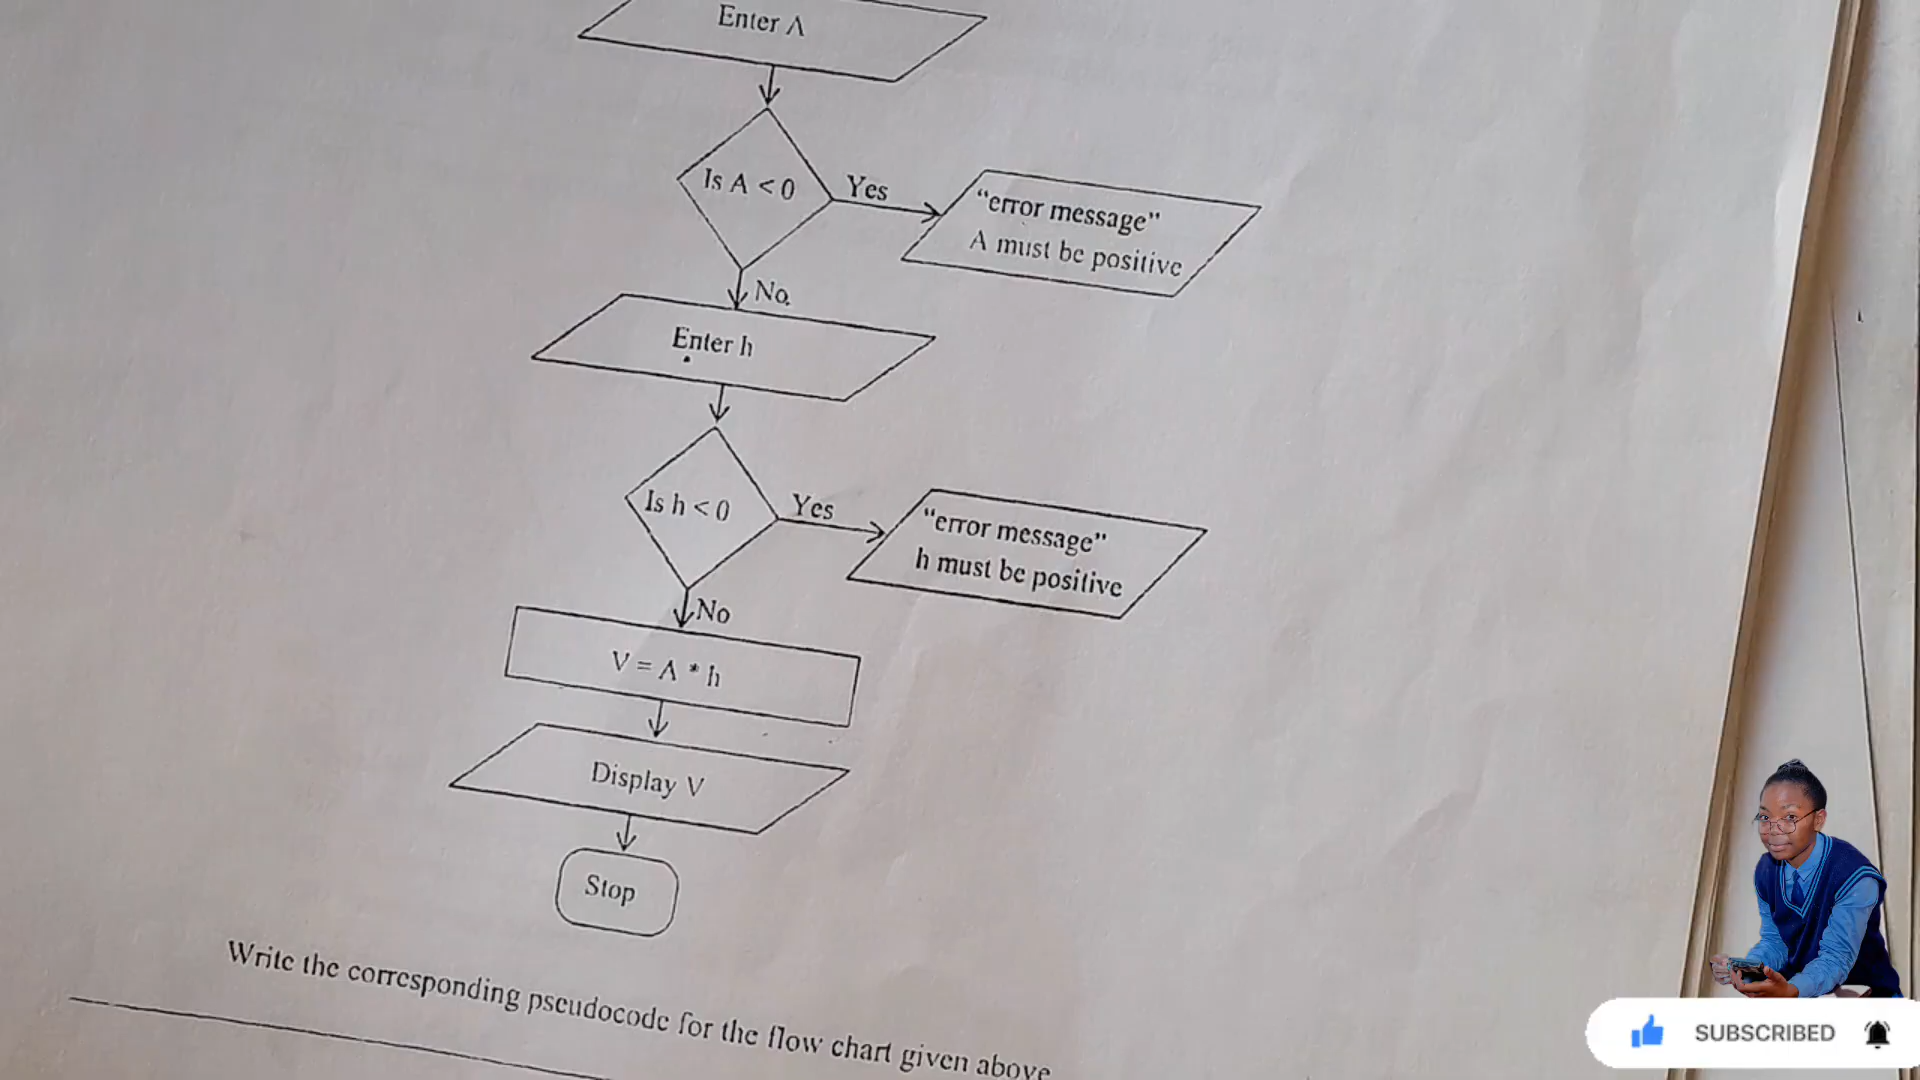 Enter A
Is A < 0
Yes
"error message"
A must be positive
No.
Enter h
Is h < 0
Yes
"error message"
h must be positive
No
V = A * h
Display V
Stop
Write the corresponding pseudocode for the flow chart given above
SUBSCRIBED